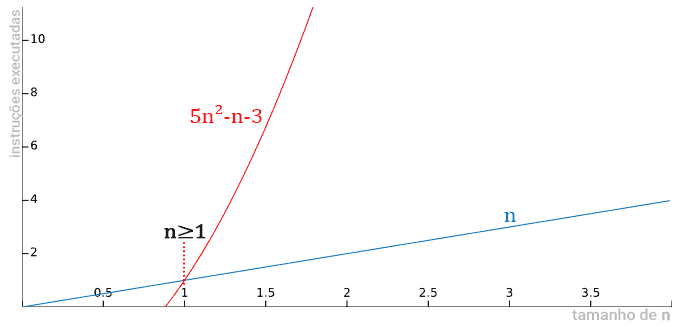 instruções executadas
10
8
6
4
2
5n²-n-3
n≥1
n
0.5
1
1.5
2
2.5
3
3.5
tamanho de n